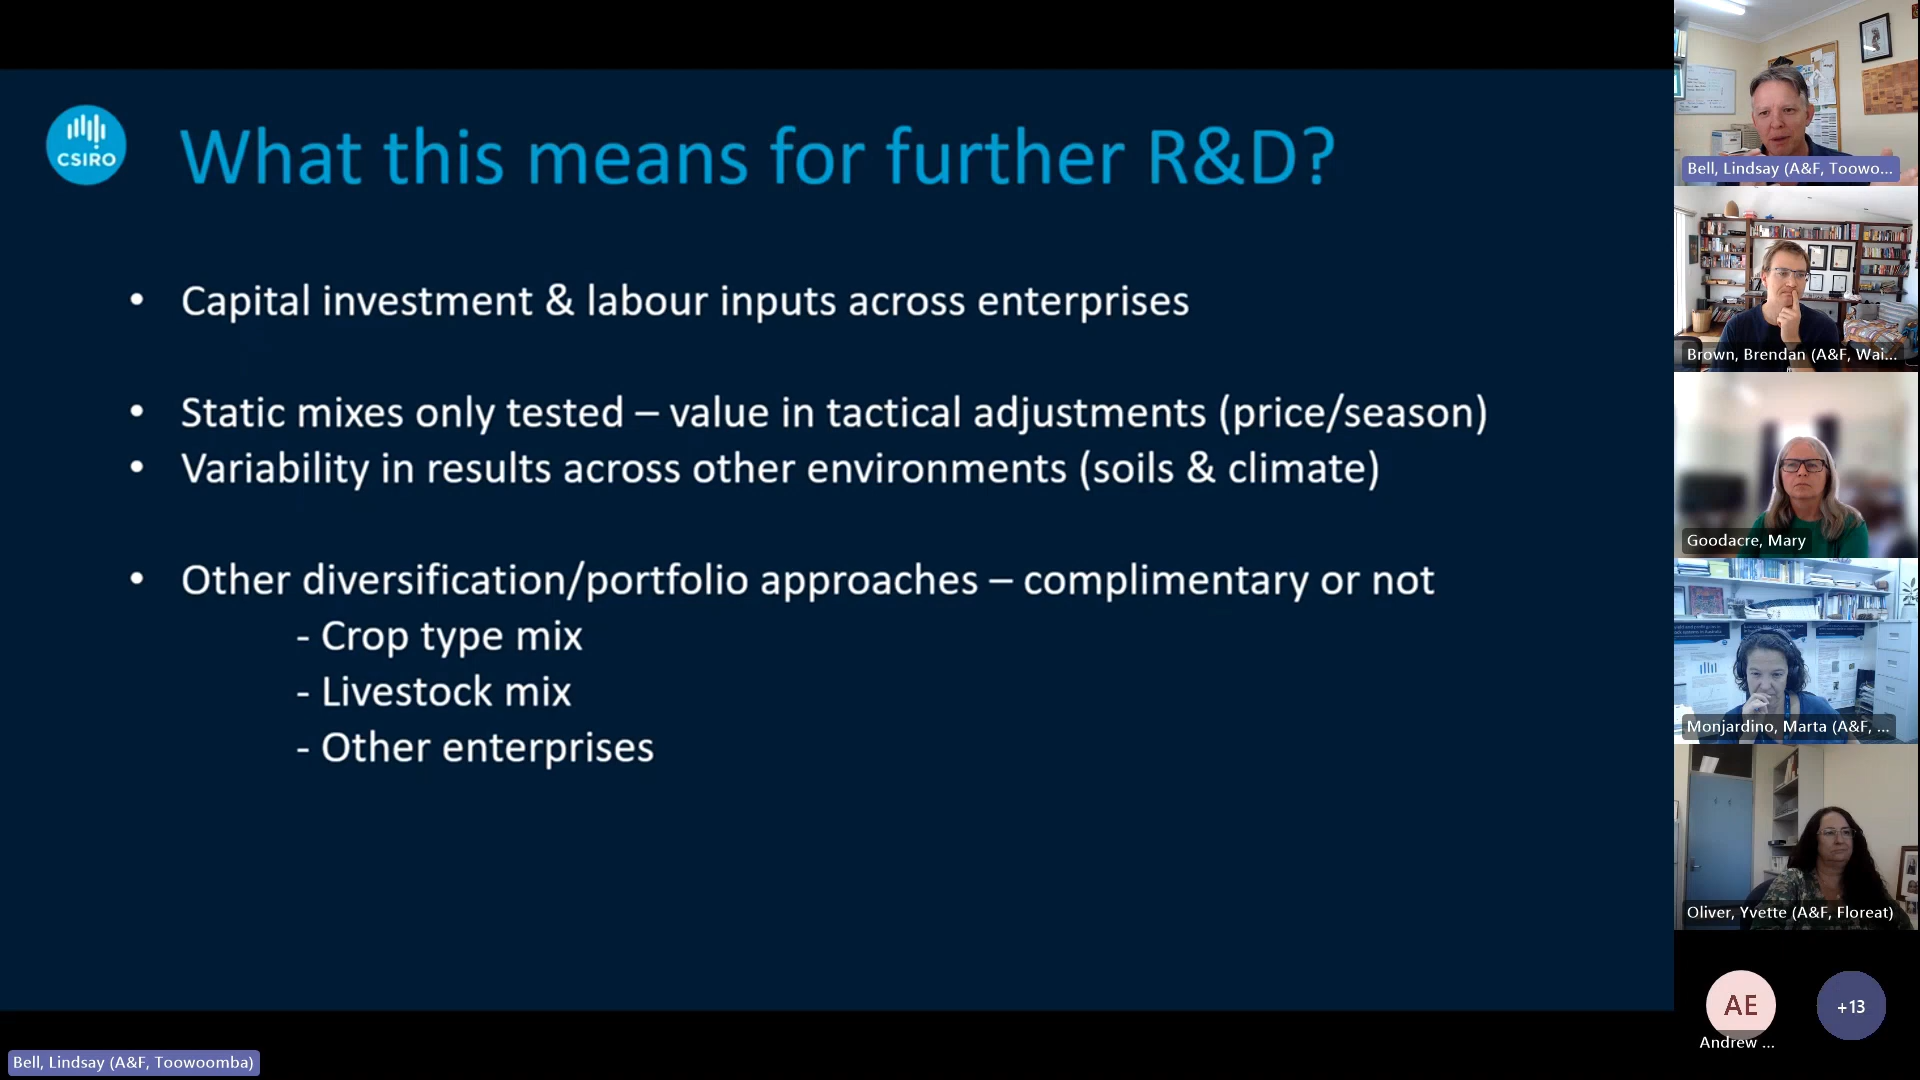 CSIRO
What this means for further R&D?
• Capital investment & labour inputs across enterprises
• Static mixes only tested – value in tactical adjustments (price/season)
• Variability in results across other environments (soils & climate)
• Other diversification/portfolio approaches – complimentary or not
- Crop type mix
- Livestock mix
- Other enterprises
Bell, Lindsay (A&F, Toowoomba)
Bell, Lindsay (A&F, Toowo...
Brown, Brendan (A&F, Wai...
Goodacre, Mary
Monjardino, Marta (A&F, ...
Oliver, Yvette (A&F, Floreat)
AE
Andrew ...
+13